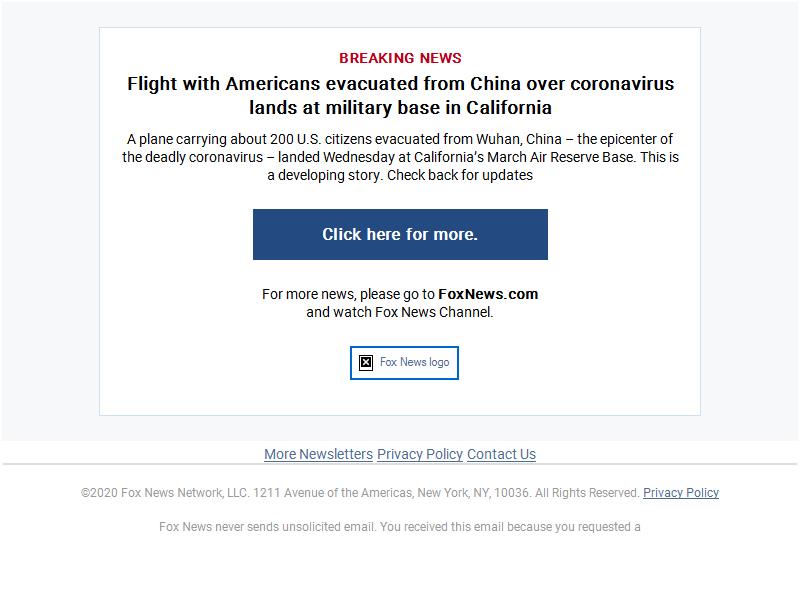 BREAKING NEWS
Flight with Americans evacuated from China over coronavirus
lands at military base in California
A plane carrying about 200 U.S. citizens evacuated from Wuhan, China – the epicenter of
the deadly coronavirus – landed Wednesday at California's March Air Reserve Base. This is
a developing story. Check back for updates
Click here for more.
For more news, please go to FoxNews.com
and watch Fox News Channel.
Fox News logo
More Newsletters Privacy Policy Contact Us
©2020 Fox News Network, LLC. 1211 Avenue of the Americas, New York, NY, 10036. All Rights Reserved. Privacy Policy
Fox News never sends unsolicited email. You received this email because you requested a